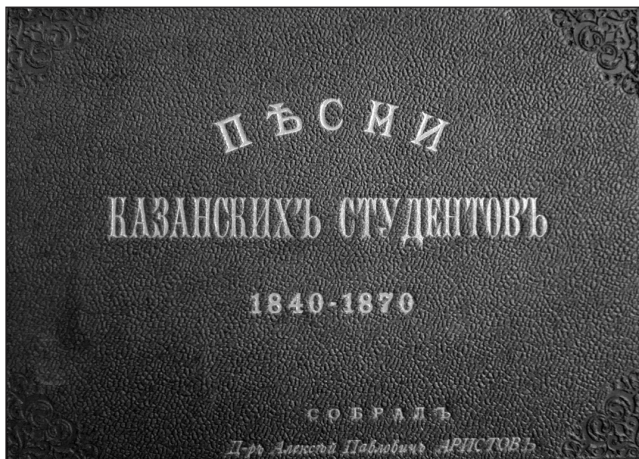 ПѢСНИ
КАЗАНСКИХЪ СТУДЕНТОВЪ
1840-1870
СОБРАЛЪ
Д-ръ Алексѣй Павловичъ АРИСТОВЪ